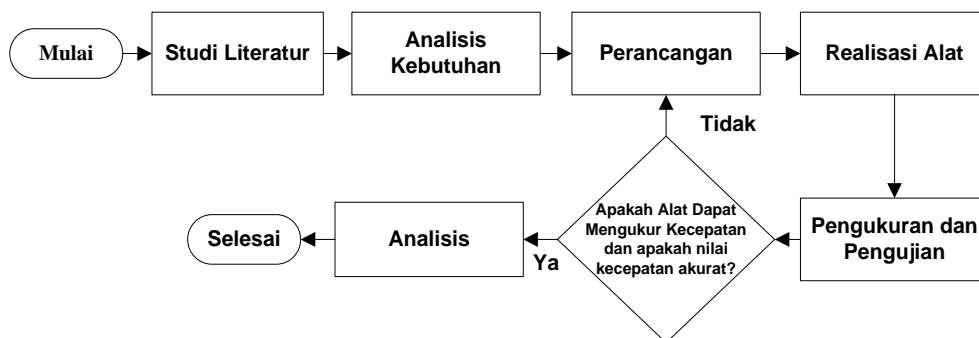 Mulai
Studi Literatur
Analisis
Kebutuhan
Perancangan
Realisasi Alat
Pengukuran dan
Pengujian
Apakah Alat Dapat
Mengukur Kecepatan
dan apakah nilai
kecepatan akurat?
Tidak
Ya
Analisis
Selesai